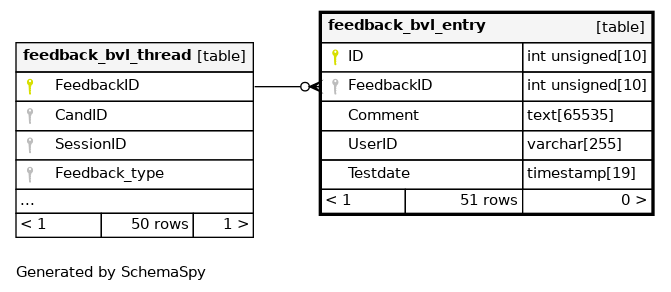 feedback_bvl_thread [table]
FeedbackID
CandID
SessionID
Feedback_type
...
< 1 50 rows 1 >
feedback_bvl_entry [table]
ID int unsigned[10]
FeedbackID int unsigned[10]
Comment text[65535]
UserID varchar[255]
Testdate timestamp[19]
< 1 51 rows 0 >
Generated by SchemaSpy